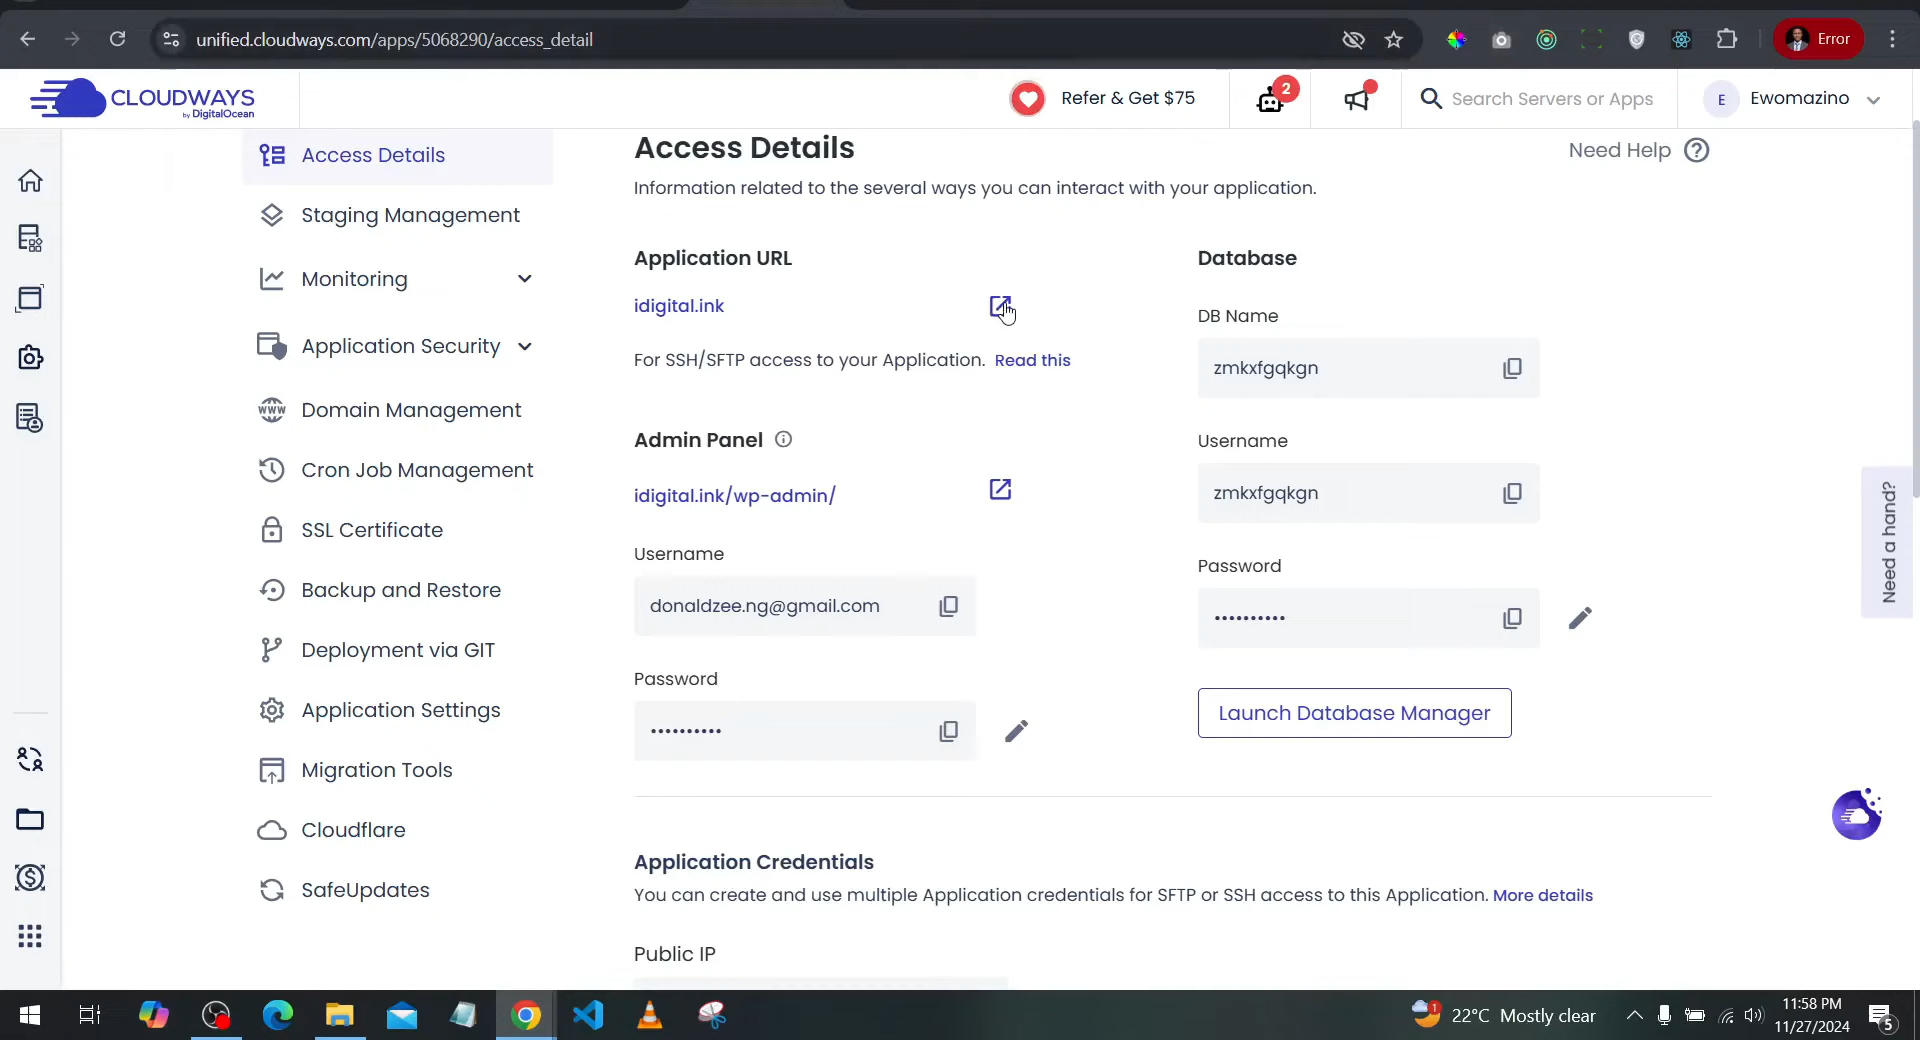 unified.cloudways.com/apps/5068290/access_detail
Error
CLOUDWAYS
by DigitalOcean
Refer & Get $75
2
Search Servers or Apps
E
Ewomazino
Access Details
Staging Management
Monitoring
Application Security
www
Domain Management
Cron Job Management
SSL Certificate
Backup and Restore
Deployment via GIT
Application Settings
Migration Tools
Cloudflare
SafeUpdates
Access Details
Need Help
Information related to the several ways you can interact with your application.
Application URL
idigital.ink
For SSH/SFTP access to your Application. Read this
Admin Panel
idigital.ink/wp-admin/
Username
donaldzee.ng@gmail.com
Password
••••••••••
Database
DB Name
zmkxfgqkgn
Username
zmkxfgqkgn
Password
••••••••••
Launch Database Manager
Need a hand?
Application Credentials
You can create and use multiple Application credentials for SFTP or SSH access to this Application. More details
Public IP
1
22°C Mostly clear
11:58 PM
11/27/2024
5